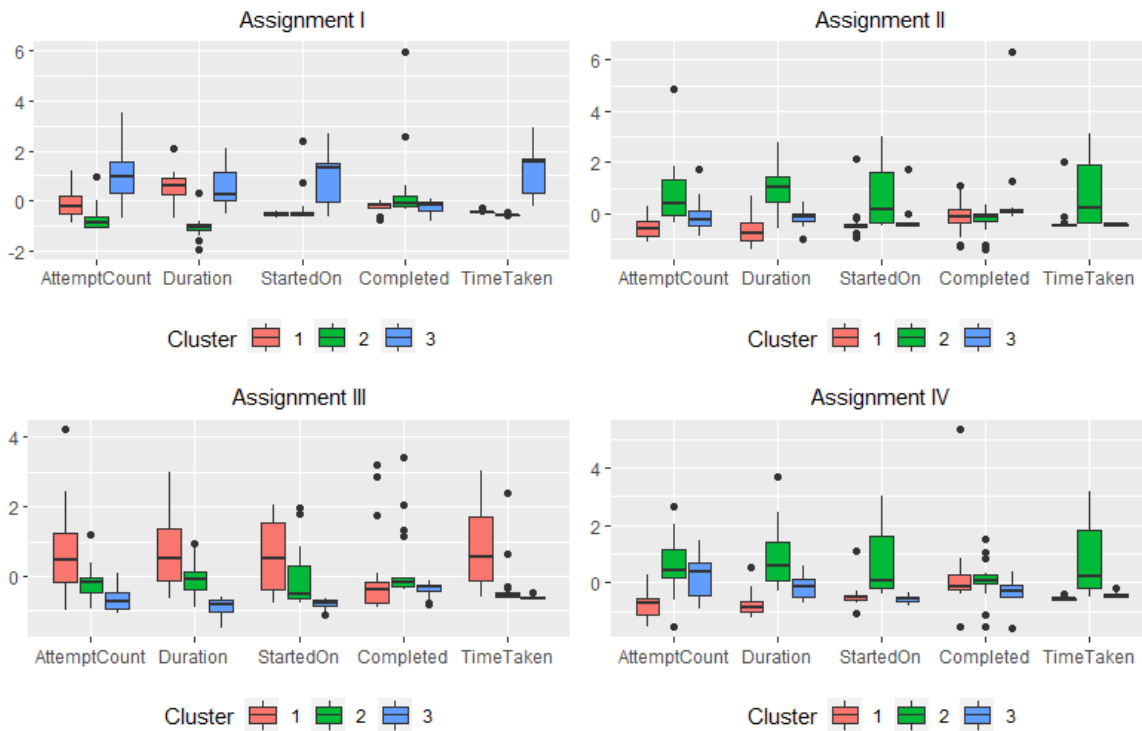 Assignment I
6
4
2
0
-2
AttemptCount Duration StartedOn Completed TimeTaken
Cluster 1 2 3
Assignment II
6
4
2
0
AttemptCount Duration StartedOn Completed TimeTaken
Cluster 1 2 3
Assignment III
4
2
0
AttemptCount Duration StartedOn Completed TimeTaken
Cluster 1 2 3
Assignment IV
4
2
0
AttemptCount Duration StartedOn Completed TimeTaken
Cluster 1 2 3